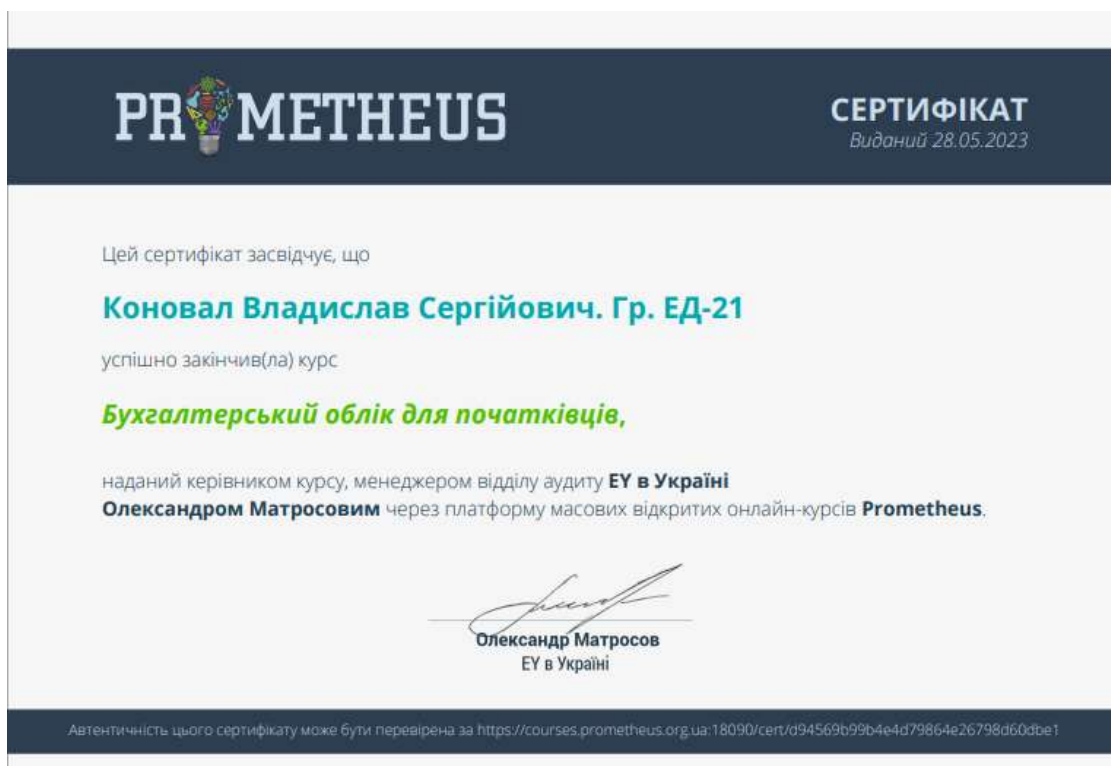 PROMETHEUS
СЕРТИФІКАТ
Виданий 28.05.2023
Цей сертифікат засвідчує, що
Коновал Владислав Сергійович. Гр. ЕД-21
успішно закінчив(ла) курс
Бухгалтерський облік для початківців,
наданий керівником курсу, менеджером відділу аудиту EY в Україні
Олександром Матросовим через платформу масових відкритих онлайн-курсів Prometheus.
Олександр Матросов
EY в Україні
Автентичність цього сертифікату може бути перевірена за https://courses.prometheus.org.ua:18090/cert/d94569b99b4e4d79864e26798d60dbe1